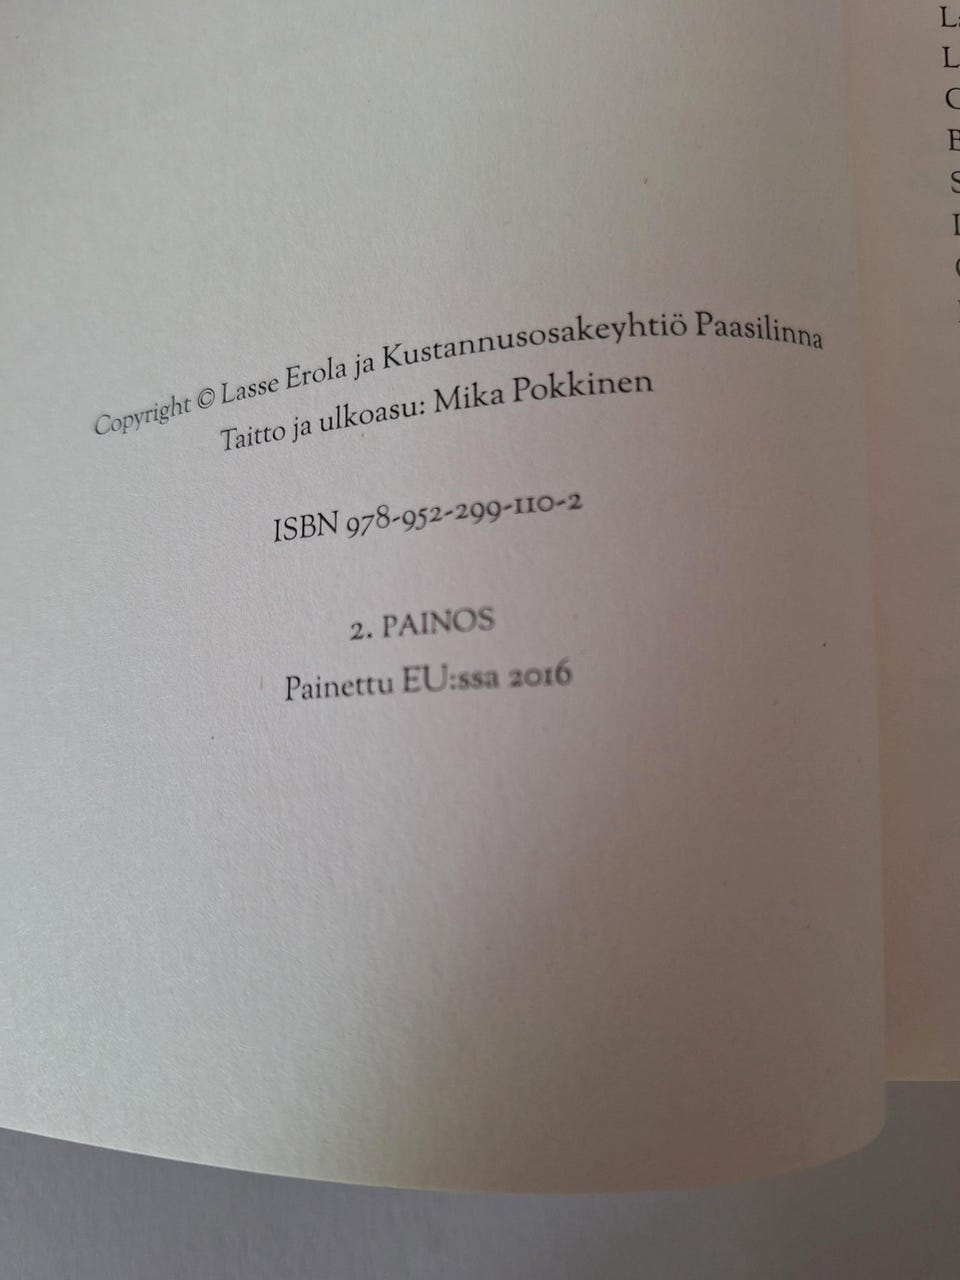 Copyright © Lasse Erola ja Kustannusosakeyhtiö Paasilinna
Taitto ja ulkoasu: Mika Pokkinen
ISBN 978-952-299-110-2
2. PAINOS
Painettu EU:ssa 2016